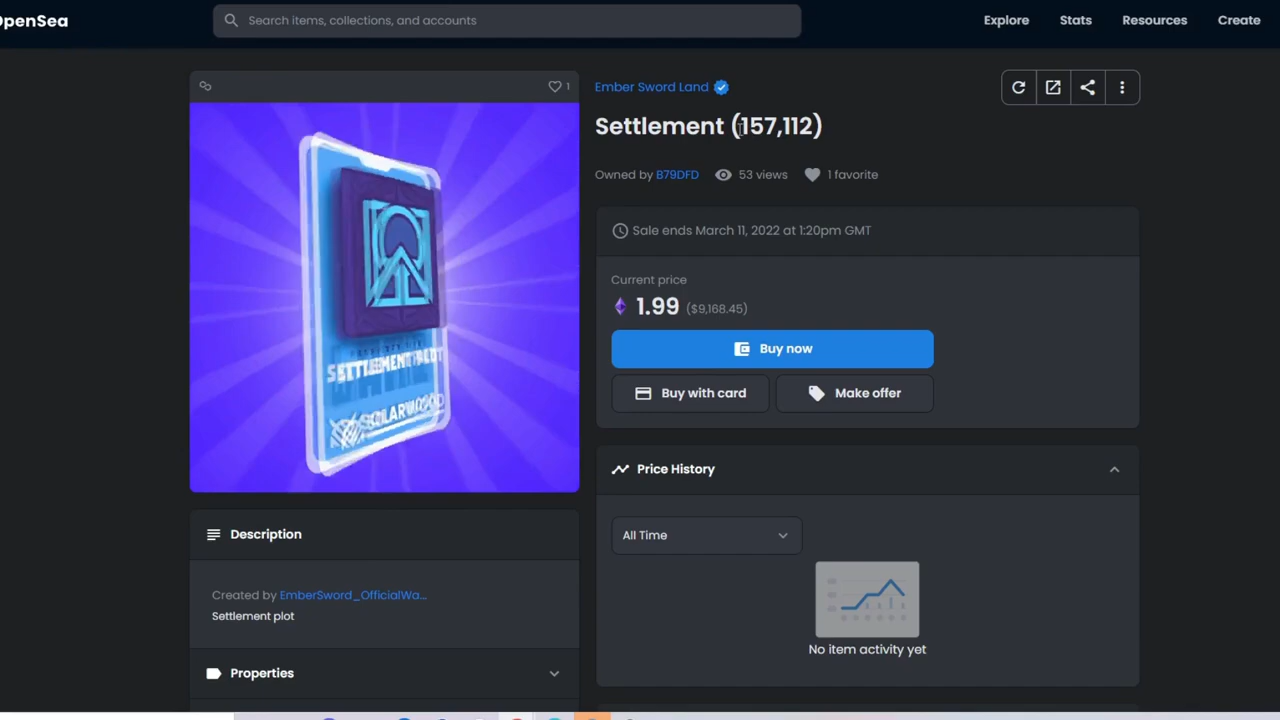 OpenSea
Search items, collections, and accounts
Explore
Stats
Resources
Create
1
Ember Sword Land
Settlement (157,112)
Owned by B79DFD
53 views
1 favorite
Sale ends March 11, 2022 at 1:20pm GMT
Current price
1.99 ($9,168.45)
Buy now
Buy with card
Make offer
SETTLEMENT PLOT
SOLARWOOD
Price History
All Time
No item activity yet
Description
Created by EmberSword_OfficialWa...
Settlement plot
Properties